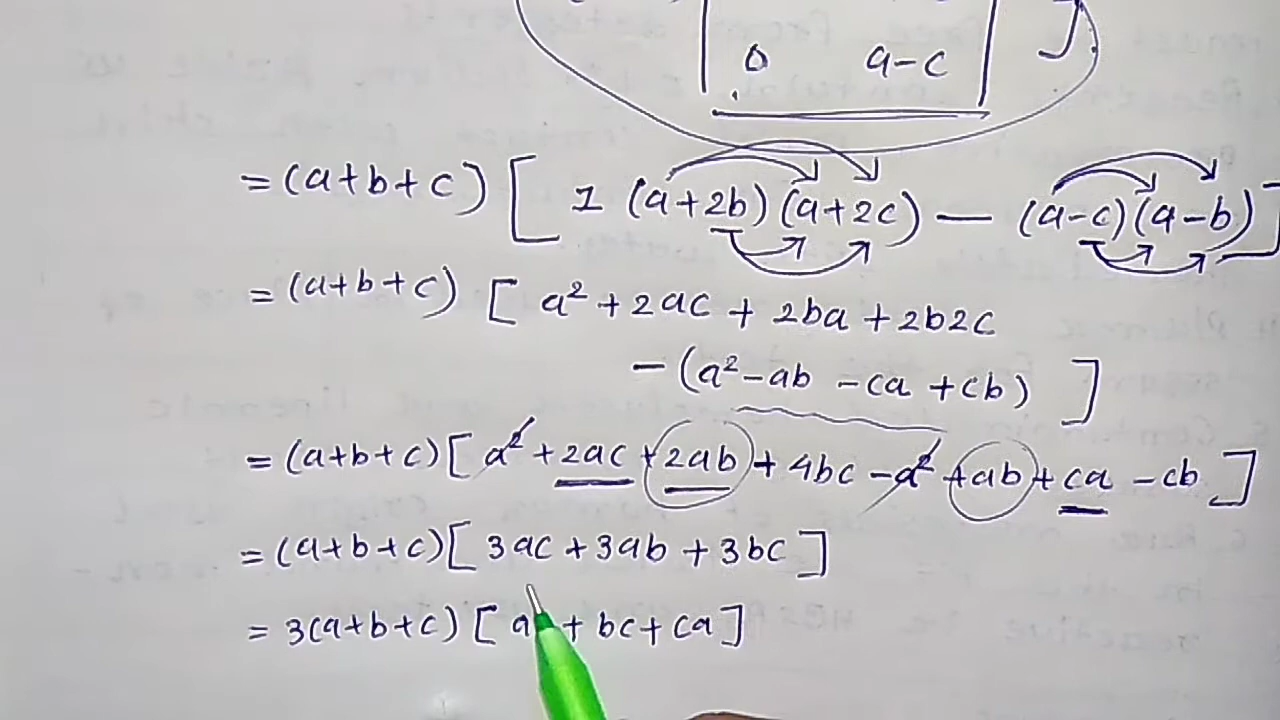 0 a-c
= (a+b+c) [ 1 (a+2b)(a+2c) — (a-c)(a-b) ]
= (a+b+c) [ a² + 2ac + 2ba + 2b2c
- (a² - ab - ca + cb) ]
= (a+b+c) [ a² + 2ac + 2ab + 4bc - a² + ab + ca - cb ]
= (a+b+c) [ 3ac + 3ab + 3bc ]
= 3(a+b+c) [ a + bc + ca ]